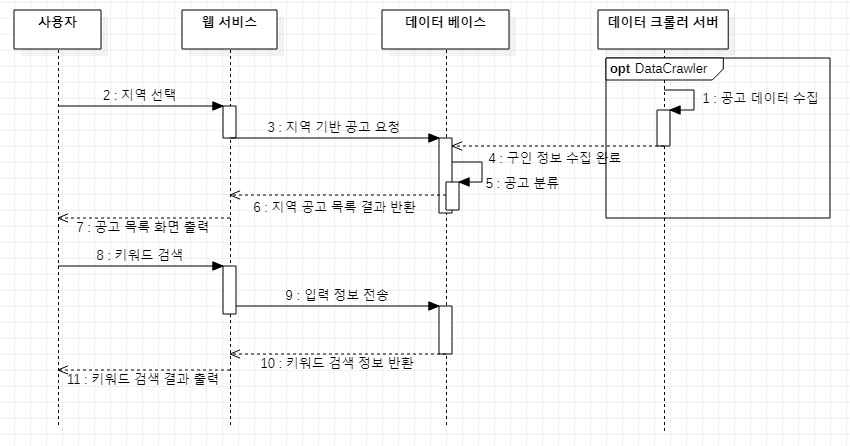 사용자
웹 서비스
데이터 베이스
데이터 크롤러 서버
opt DataCrawler
1 : 공고 데이터 수집
2 : 지역 선택
3 : 지역 기반 공고 요청
4 : 구인 정보 수집 완료
5 : 공고 분류
6 : 지역 공고 목록 결과 반환
7 : 공고 목록 화면 출력
8 : 키워드 검색
9 : 입력 정보 전송
10 : 키워드 검색 정보 반환
11 : 키워드 검색 결과 출력